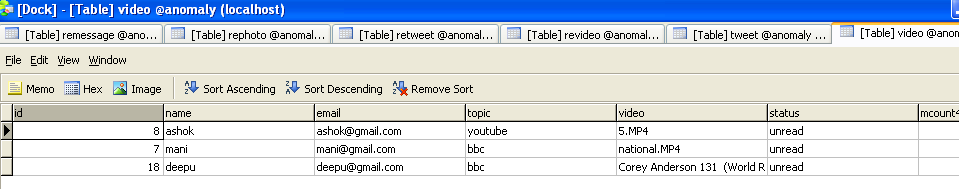 [Dock] - [Table] video @anomaly (localhost)
[Table] remessage @ano... [Table] rephoto @anomal... [Table] retweet @anomal... [Table] revideo @anomal... [Table] tweet @anomaly ... [Table] video @anom
File Edit View Window
Memo Hex Image Sort Ascending Sort Descending Remove Sort
id name email topic video status mcount4
8 ashok ashok@gmail.com youtube 5.MP4 unread
7 mani mani@gmail.com bbc national.MP4 unread
18 deepu deepu@gmail.com bbc Corey Anderson 131 (World R unread